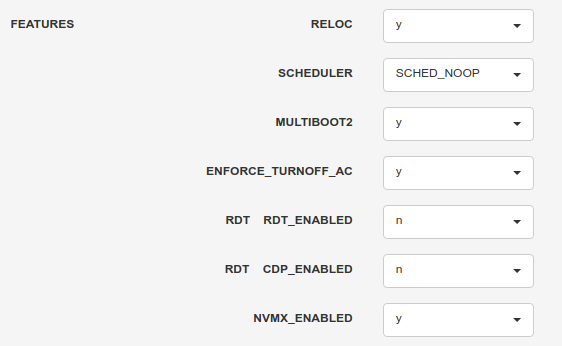 FEATURES RELOC y
SCHEDULER SCHED_NOOP
MULTIBOOT2 y
ENFORCE_TURNOFF_AC y
RDT RDT_ENABLED n
RDT CDP_ENABLED n
NVMX_ENABLED y